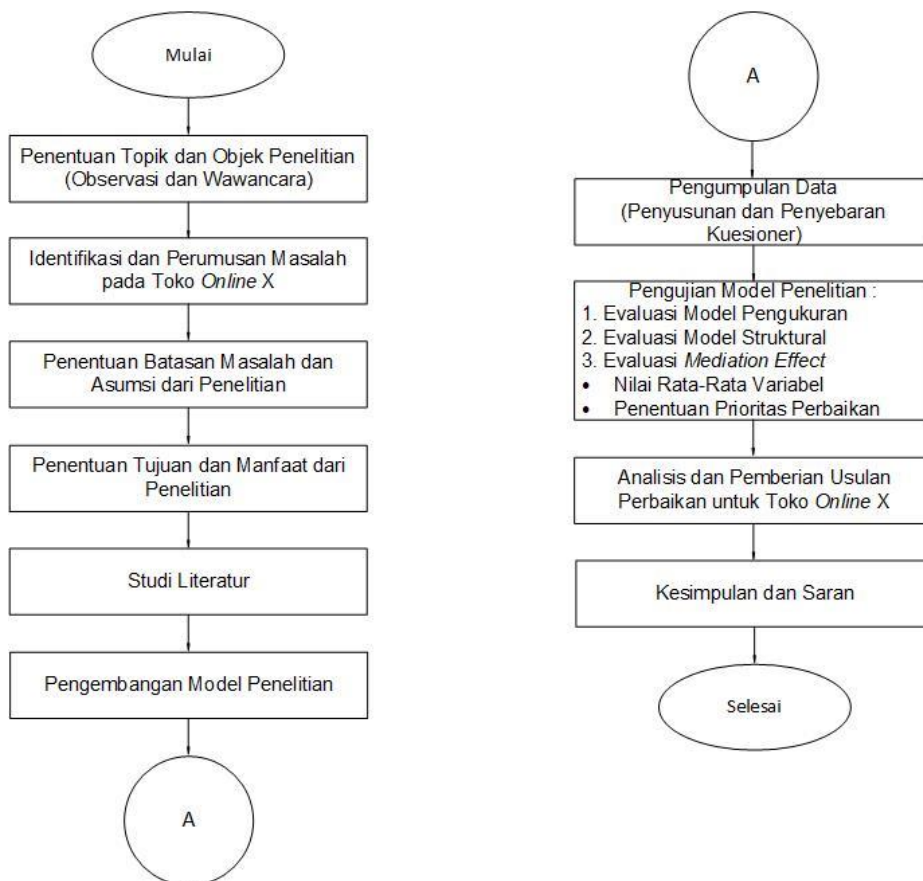 Mulai
Penentuan Topik dan Objek Penelitian
(Observasi dan Wawancara)
Identifikasi dan Perumusan Masalah
pada Toko Online X
Penentuan Batasan Masalah dan
Asumsi dari Penelitian
Penentuan Tujuan dan Manfaat dari
Penelitian
Studi Literatur
Pengembangan Model Penelitian
A
A
Pengumpulan Data
(Penyusunan dan Penyebaran
Kuesioner)
Pengujian Model Penelitian :
1. Evaluasi Model Pengukuran
2. Evaluasi Model Struktural
3. Evaluasi Mediation Effect
• Nilai Rata-Rata Variabel
• Penentuan Prioritas Perbaikan
Analisis dan Pemberian Usulan
Perbaikan untuk Toko Online X
Kesimpulan dan Saran
Selesai